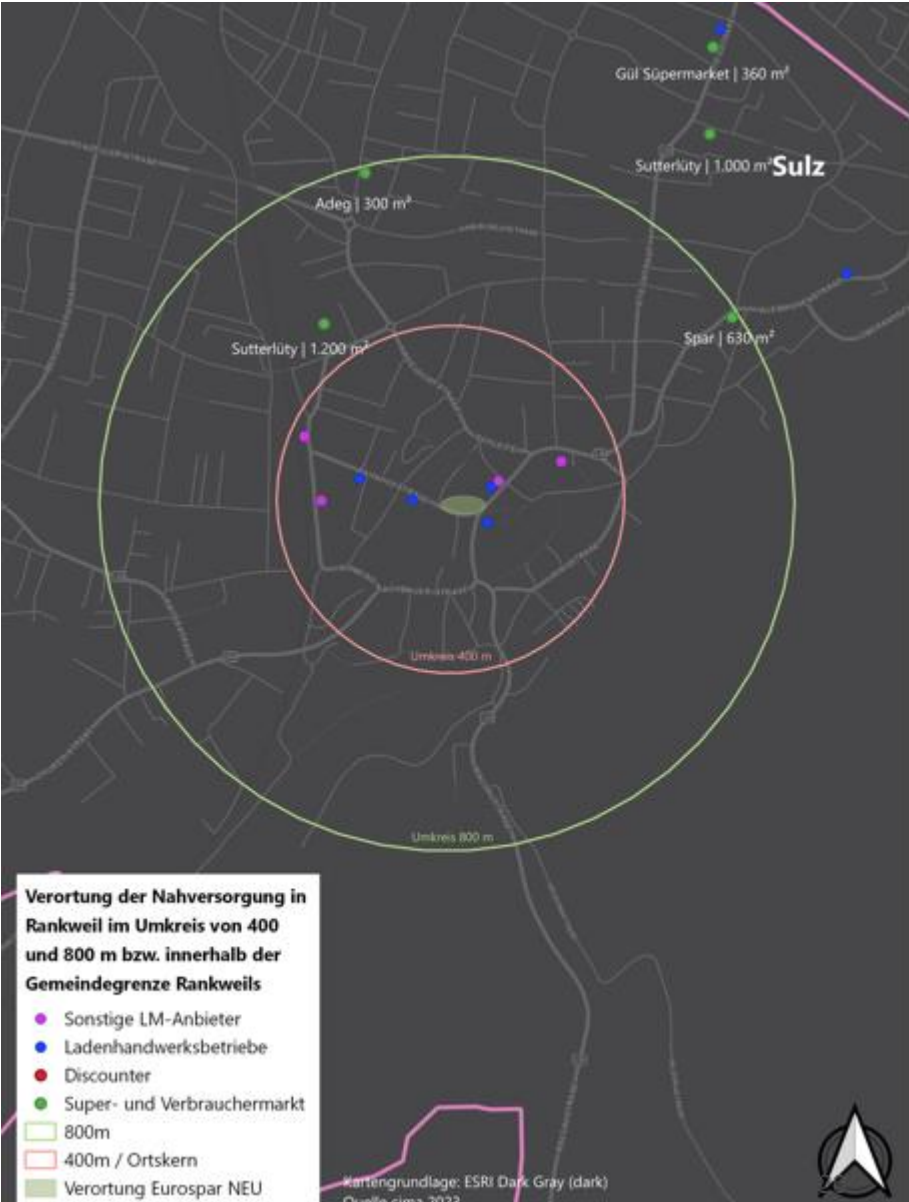 Gül Süpermarket | 360 m²
Sutterlüty | 1.000 m²
Sulz
Adeg | 300 m²
Spar | 630 m²
Sutterlüty | 1.200 m²
Umkreis 400 m
Umkreis 800 m
Verortung der Nahversorgung in
Rankweil im Umkreis von 400
und 800 m bzw. innerhalb der
Gemeindegrenze Rankweils
Sonstige LM-Anbieter
Ladenhandwerksbetriebe
Discounter
Super- und Verbrauchermarkt
800m
400m / Ortskern
Verortung Eurospar NEU
Kartengrundlage: ESRI Dark Gray (dark)
Quelle cima 2023